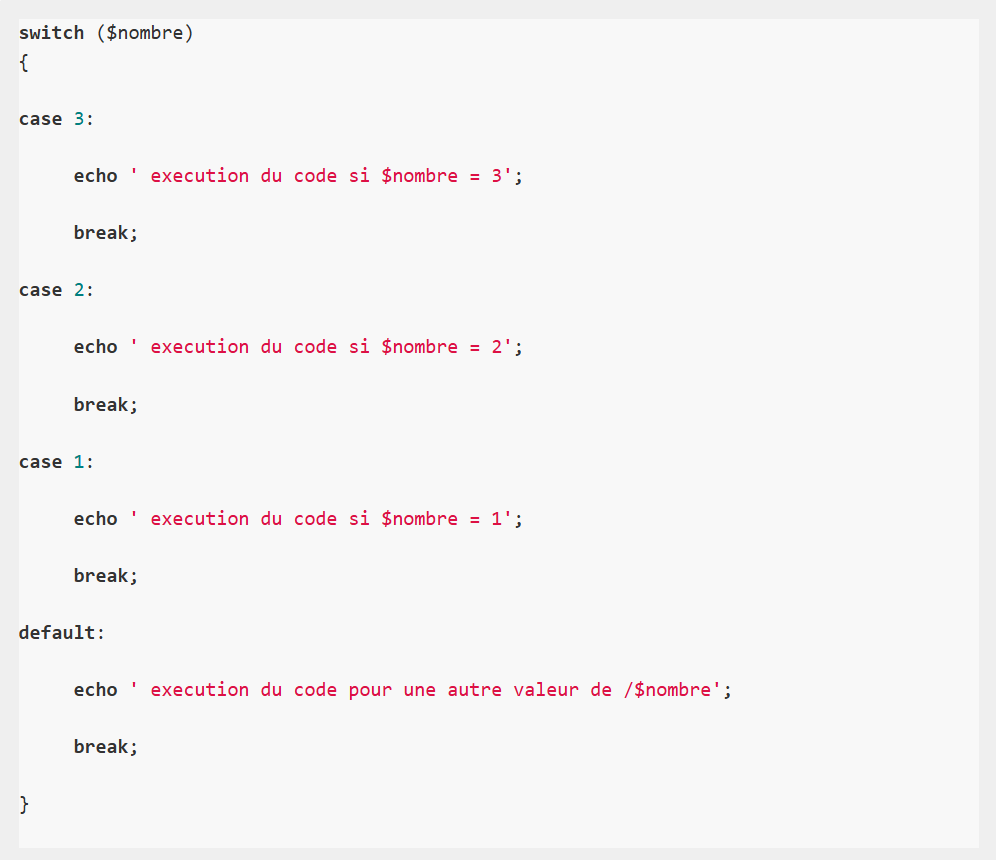 switch ($nombre)
{
case 3:
echo ' execution du code si $nombre = 3';
break;
case 2:
echo ' execution du code si $nombre = 2';
break;
case 1:
echo ' execution du code si $nombre = 1';
break;
default:
echo ' execution du code pour une autre valeur de /$nombre';
break;
}